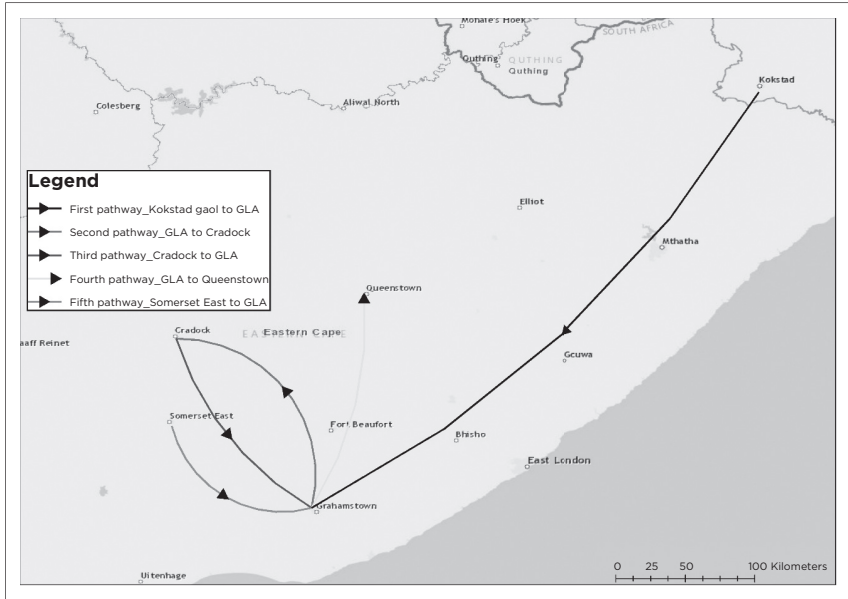 Mohale's Hoek
SOUTH AFRICA
Quthing
QUTHING
Quthing
Kokstad
Colesberg
Aliwal North
Legend
First pathway_Kokstad gaol to GLA
Second pathway_GLA to Cradock
Third pathway_Cradock to GLA
Fourth pathway_GLA to Queenstown
Fifth pathway_Somerset East to GLA
Elliot
Mthatha
Queenstown
Cradock
EASTERN CAPE
Eastern Cape
aaff Reinet
Gcuwa
Somerset East
Fort Beaufort
Bhisho
East London
Grahamstown
Uitenhage
0 25 50 100 Kilometers